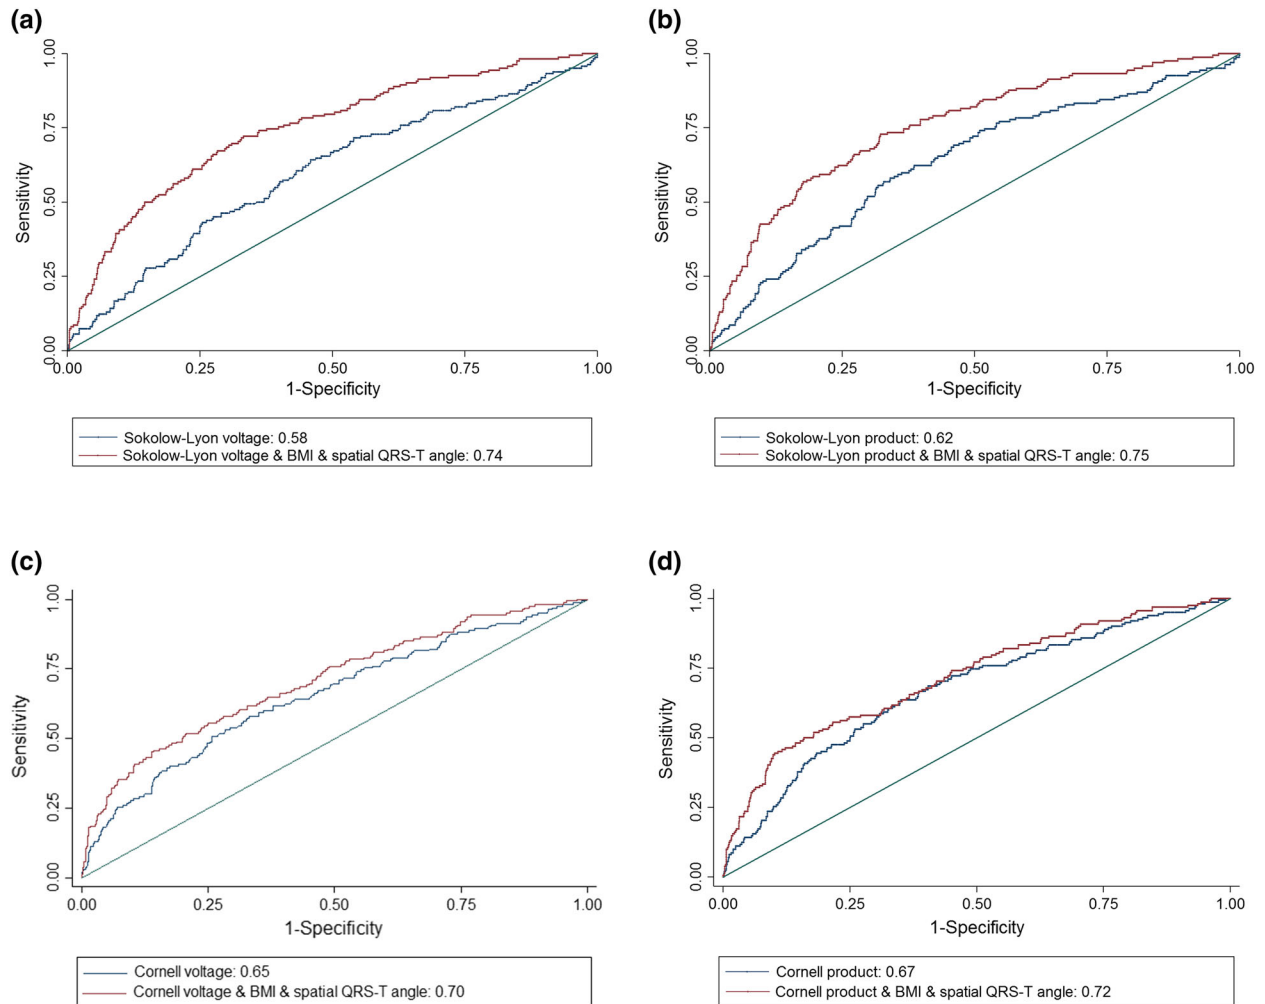 (a)
1.00
0.75
0.50
0.25
0.00
Sensitivity
0.00 0.25 0.50 0.75 1.00
1-Specificity
Sokolow-Lyon voltage: 0.58
Sokolow-Lyon voltage & BMI & spatial QRS-T angle: 0.74
(b)
1.00
0.75
0.50
0.25
0.00
Sensitivity
0.00 0.25 0.50 0.75 1.00
1-Specificity
Sokolow-Lyon product: 0.62
Sokolow-Lyon product & BMI & spatial QRS-T angle: 0.75
(c)
1.00
0.75
0.50
0.25
0.00
Sensitivity
0.00 0.25 0.50 0.75 1.00
1-Specificity
Cornell voltage: 0.65
Cornell voltage & BMI & spatial QRS-T angle: 0.70
(d)
1.00
0.75
0.50
0.25
0.00
Sensitivity
0.00 0.25 0.50 0.75 1.00
1-Specificity
Cornell product: 0.67
Cornell product & BMI & spatial QRS-T angle: 0.72